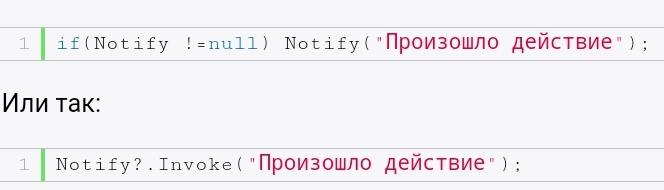 1 if(Notify !=null) Notify("Произошло действие");
Или так:
1 Notify?.Invoke("Произошло действие");